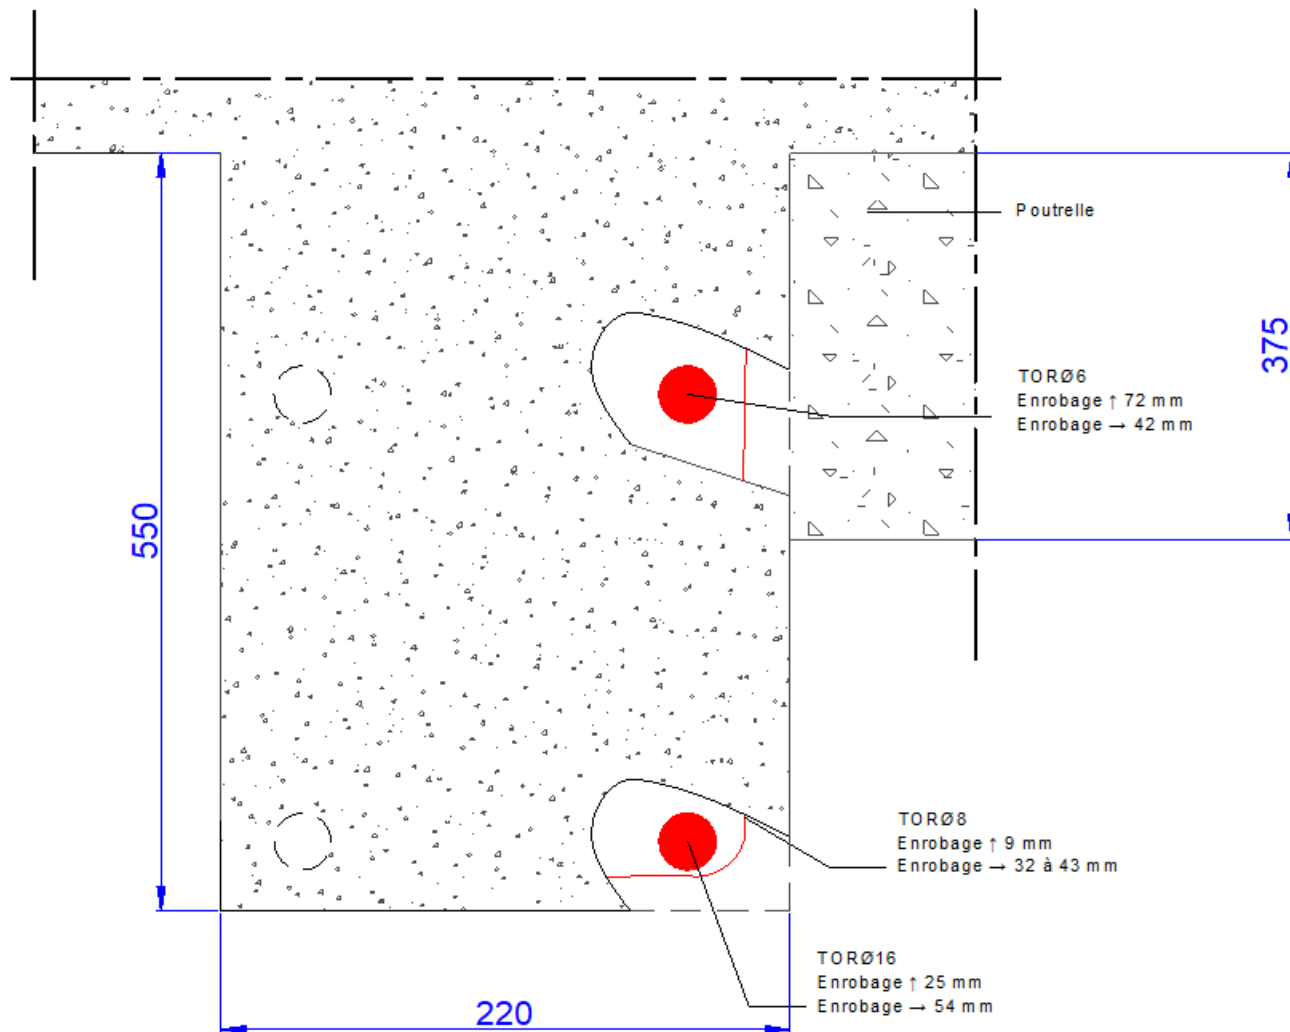 Poutrelle
375
TORØ6
Enrobage ↑ 72 mm
Enrobage → 42 mm
550
TORØ8
Enrobage ↑ 9 mm
Enrobage → 32 à 43 mm
TORØ16
Enrobage ↑ 25 mm
Enrobage → 54 mm
220